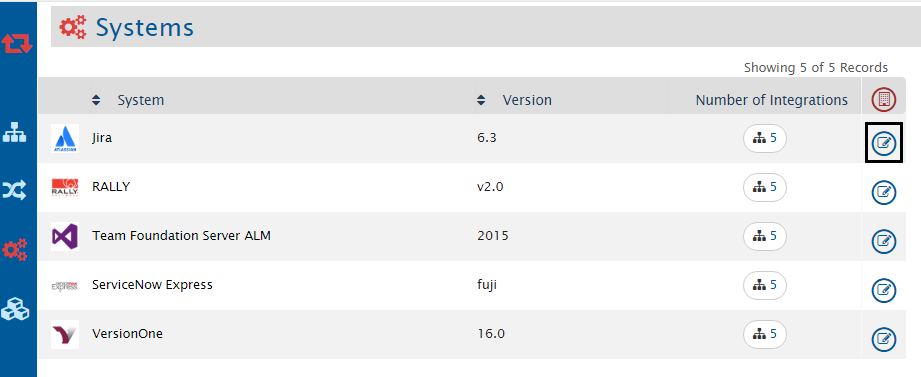 Systems
Showing 5 of 5 Records
System Version Number of Integrations
ATLASSIAN Jira 6.3 5
RALLY RALLY v2.0 5
Team Foundation Server ALM 2015 5
Express ServiceNow Express fuji 5
VersionOne 16.0 5